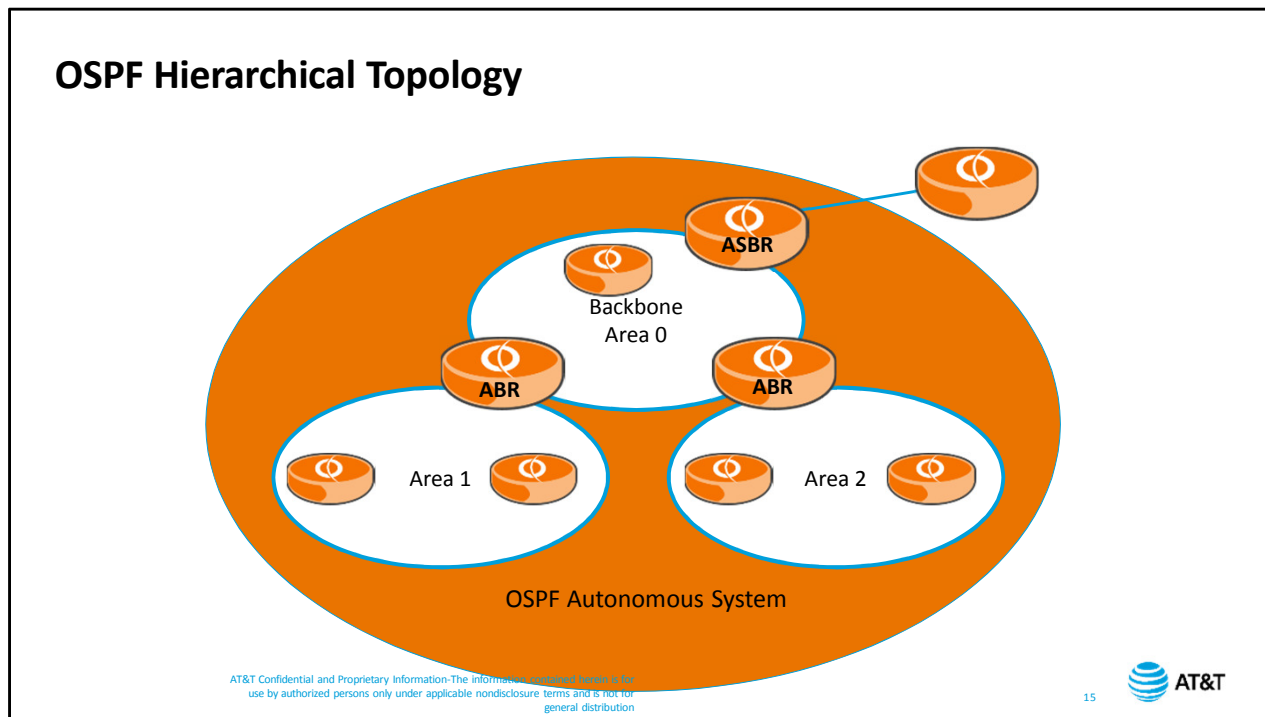 OSPF Hierarchical Topology
ASBR
Backbone
Area 0
ABR
ABR
Area 1
Area 2
OSPF Autonomous System
AT&T Confidential and Proprietary Information-The information contained herein is for
use by authorized persons only under applicable nondisclosure terms and is not for
general distribution
15
AT&T